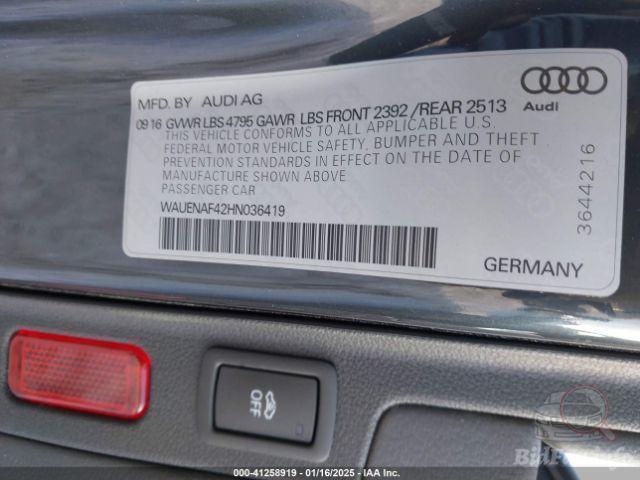 MFD. BY AUDI AG
09 16 GVWR LBS 4795 GAWR LBS FRONT 2392 /REAR 2513
THIS VEHICLE CONFORMS TO ALL APPLICABLE U.S.
FEDERAL MOTOR VEHICLE SAFETY, BUMPER AND THEFT
PREVENTION STANDARDS IN EFFECT ON THE DATE OF
MANUFACTURE SHOWN ABOVE.
PASSENGER CAR
WAUENAF42HN036419
Audi
3644216
GERMANY
OFF
BidFax.info
000-41258919 - 01/16/2025 - IAA Inc.